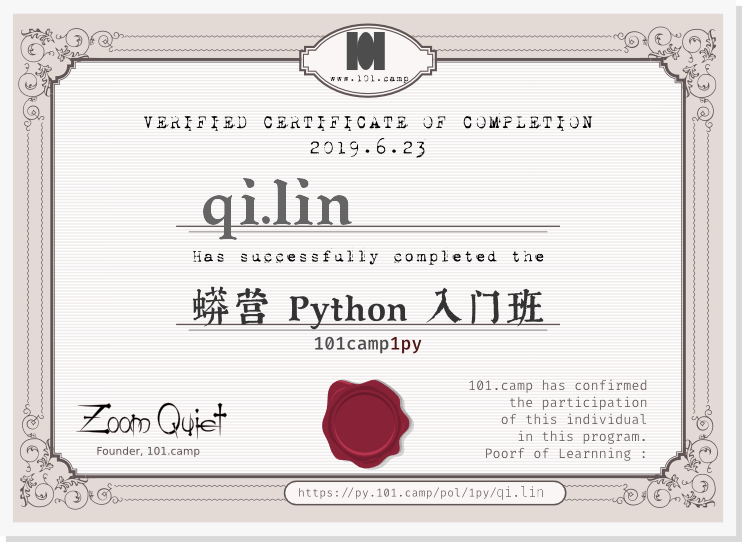 101
www.101.camp
VERIFIED CERTIFICATE OF COMPLETION
2019.6.23
qi.lin
Has successfully completed the
蟒营 Python 入门班
101camp1py
Zoom Quiet
Founder, 101.camp
101.camp has confirmed
the participation
of this individual
in this program.
Poorf of Learnning :
https://py.101.camp/pol/1py/qi.lin